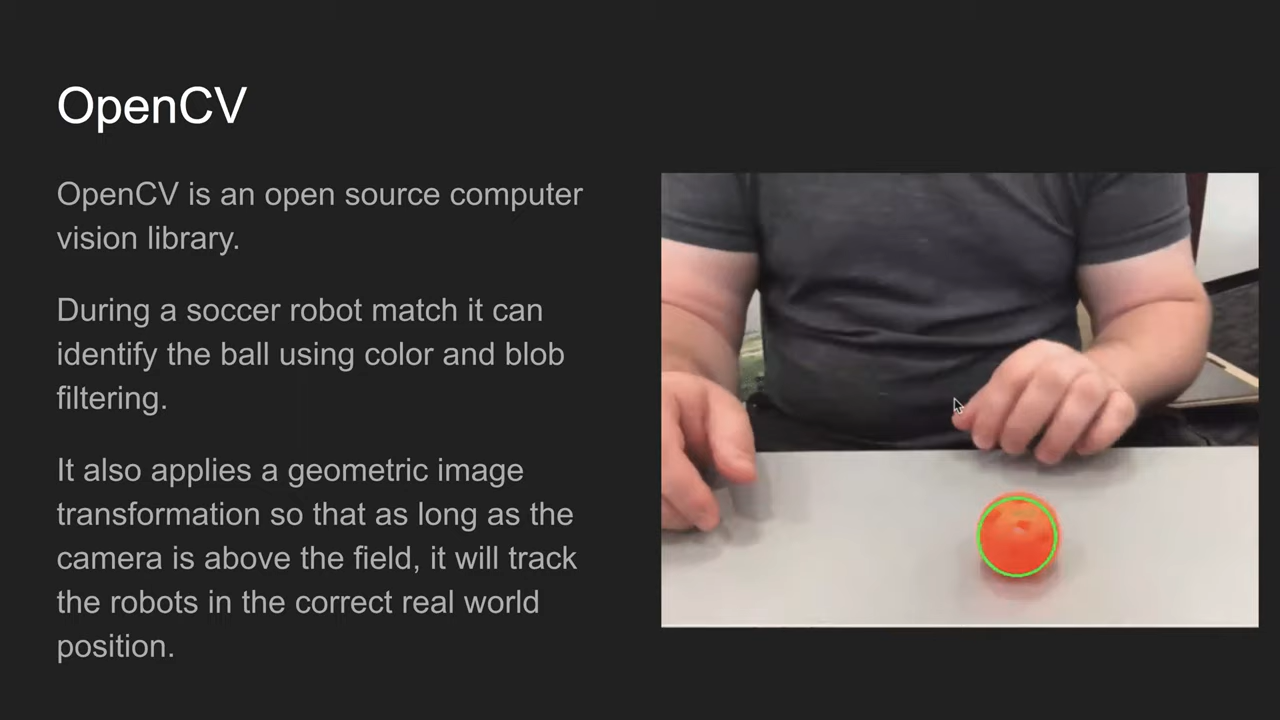 OpenCV
OpenCV is an open source computer
vision library.
During a soccer robot match it can
identify the ball using color and blob
filtering.
It also applies a geometric image
transformation so that as long as the
camera is above the field, it will track
the robots in the correct real world
position.